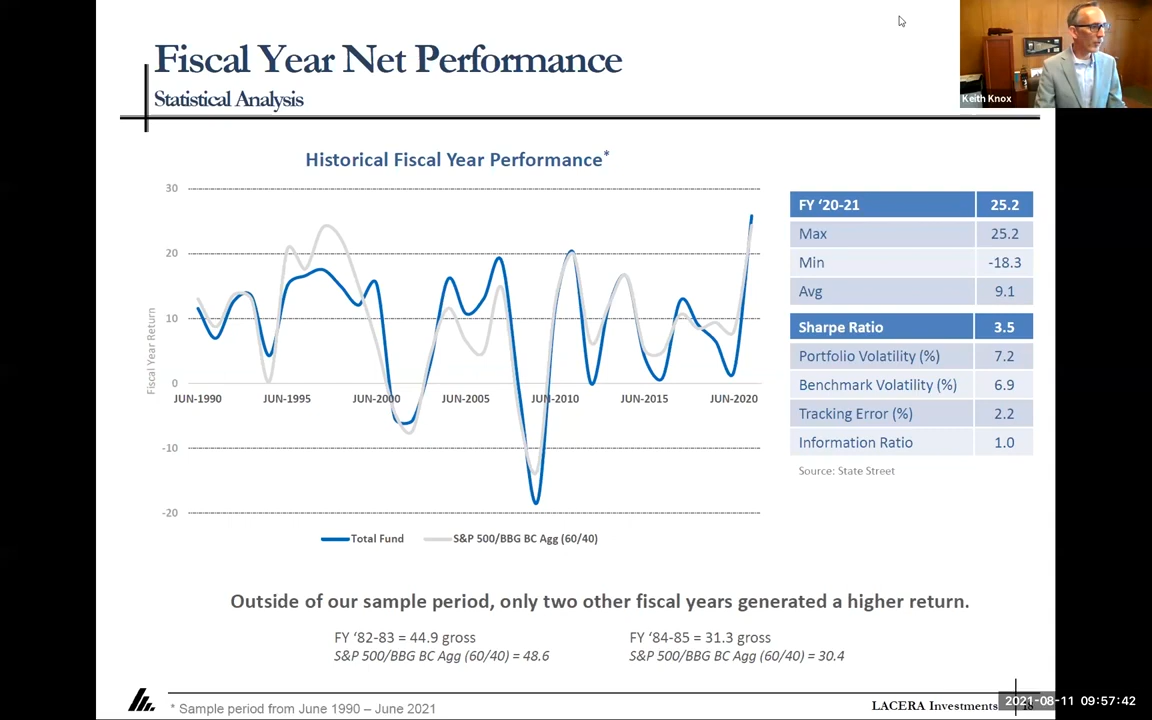 Fiscal Year Net Performance
Statistical Analysis
Keith Knox
Historical Fiscal Year Performance*
30
20
10
0
-10
-20
Fiscal Year Return
JUN-1990 JUN-1995 JUN-2000 JUN-2005 JUN-2010 JUN-2015 JUN-2020
Total Fund S&P 500/BBG BC Agg (60/40)
FY ‘20-21 25.2
Max 25.2
Min -18.3
Avg 9.1
Sharpe Ratio 3.5
Portfolio Volatility (%) 7.2
Benchmark Volatility (%) 6.9
Tracking Error (%) 2.2
Information Ratio 1.0
Source: State Street
Outside of our sample period, only two other fiscal years generated a higher return.
FY ‘82-83 = 44.9 gross
S&P 500/BBG BC Agg (60/40) = 48.6
FY ‘84-85 = 31.3 gross
S&P 500/BBG BC Agg (60/40) = 30.4
* Sample period from June 1990 – June 2021
LACERA Investments
2021-08-11 09:57:42